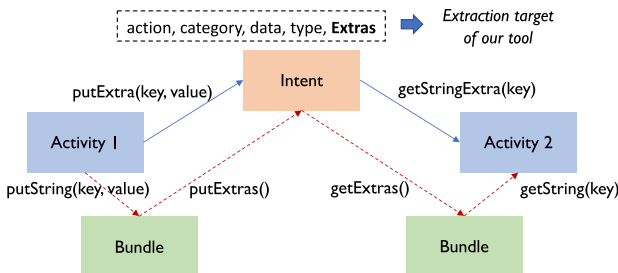 action, category, data, type, Extras
Extraction target
of our tool
Intent
putExtra(key, value)
getStringExtra(key)
Activity 1
Activity 2
putString(key, value)
putExtras()
getExtras()
getString(key)
Bundle
Bundle